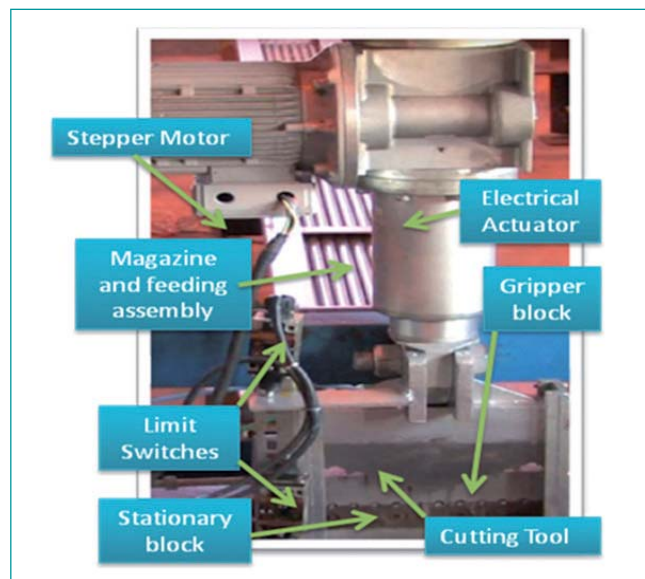 Stepper Motor
Electrical
Actuator
Magazine
and feeding
assembly
Gripper
block
Limit
Switches
Stationary
block
Cutting Tool